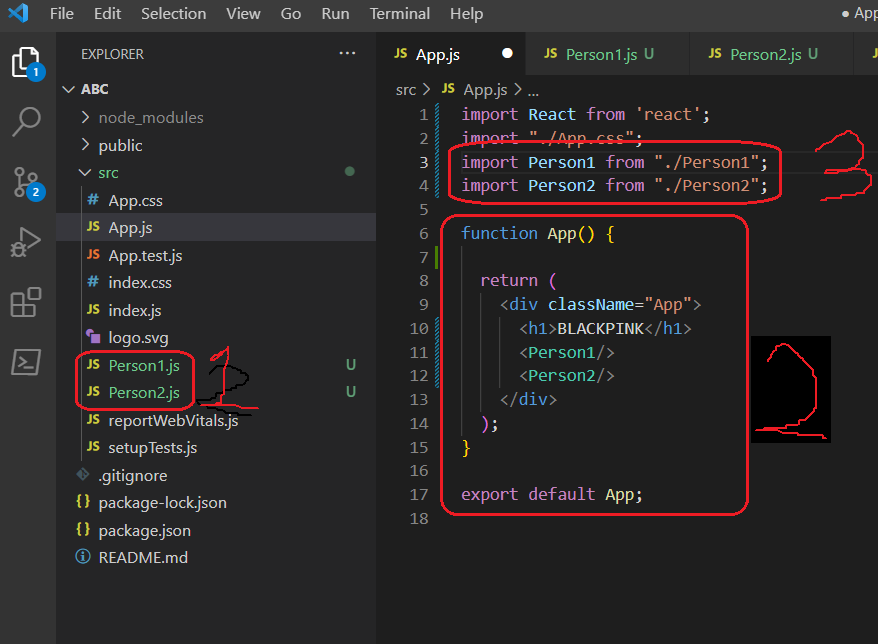 File Edit Selection View Go Run Terminal Help
● App
EXPLORER ...
JS App.js ●
JS Person1.js U
JS Person2.js U
1
2
ABC
node_modules
public
src
# App.css
JS App.js
JS App.test.js
# index.css
JS index.js
logo.svg
JS Person1.js U
JS Person2.js U
JS reportWebVitals.js
JS setupTests.js
.gitignore
{} package-lock.json
{} package.json
README.md
1
src > JS App.js > ...
1 import React from 'react';
2 import "./App.css";
3 import Person1 from "./Person1";
4 import Person2 from "./Person2";
5
6 function App() {
7
8 return (
9 <div className="App">
10 <h1>BLACKPINK</h1>
11 <Person1/>
12 <Person2/>
13 </div>
14 );
15 }
16
17 export default App;
18